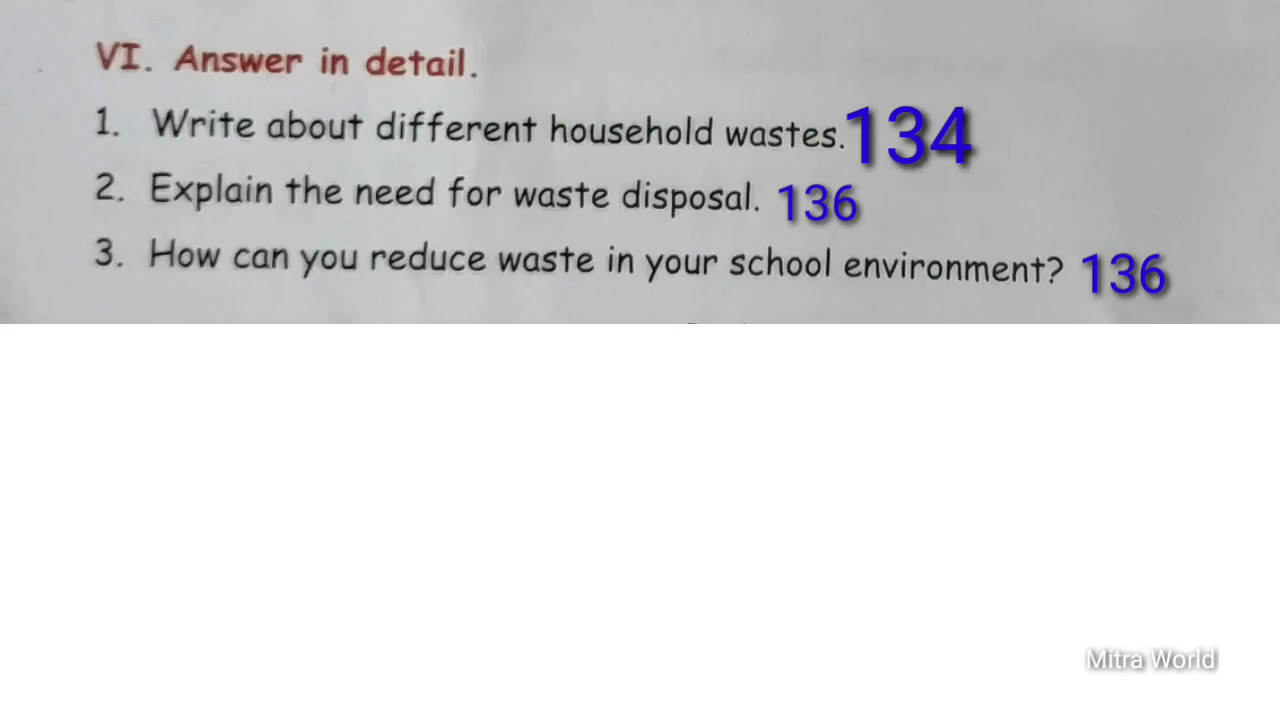 VI. Answer in detail.
1. Write about different household wastes. 134
2. Explain the need for waste disposal. 136
3. How can you reduce waste in your school environment? 136
Mitra World